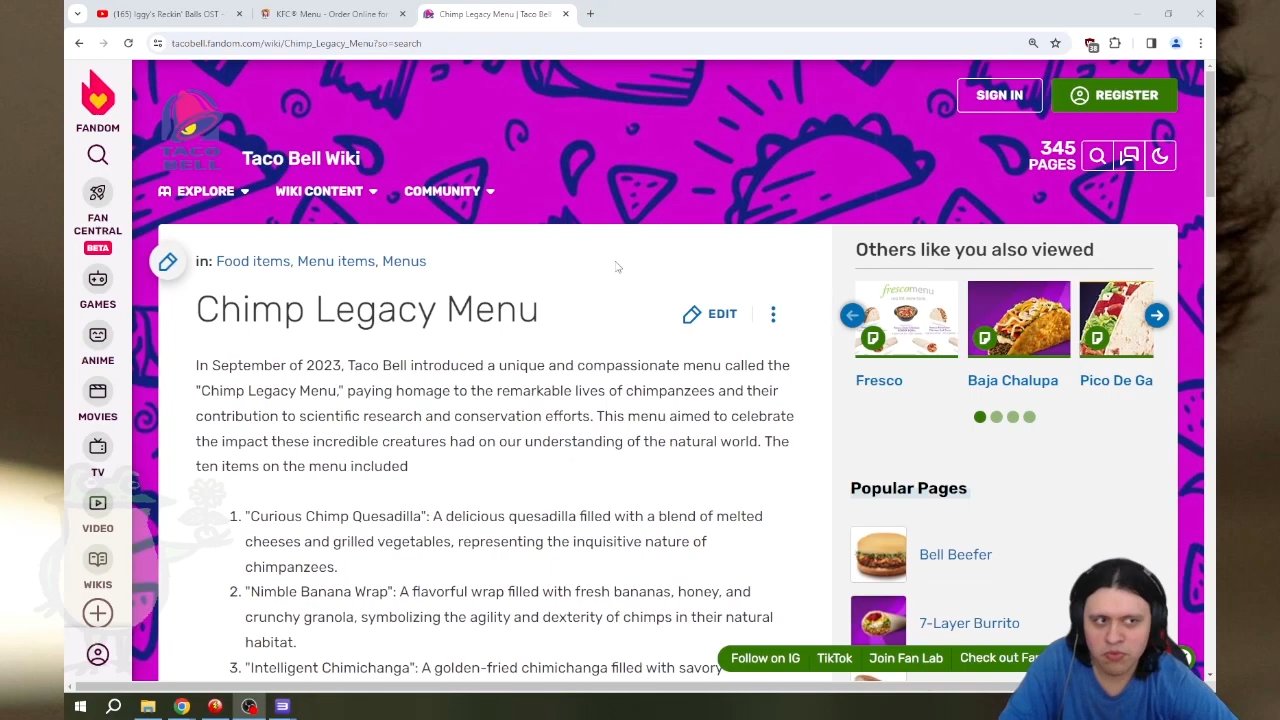 (165) Iggy's Reckin' Balls OST -
KFC® Menu - Order Online for
Chimp Legacy Menu | Taco Bell
tacobell.fandom.com/wiki/Chimp_Legacy_Menu?so=search
38
FANDOM
FAN CENTRAL
BETA
GAMES
ANIME
MOVIES
TV
VIDEO
WIKIS
TACO BELL
Taco Bell Wiki
SIGN IN
REGISTER
345 PAGES
EXPLORE
WIKI CONTENT
COMMUNITY
in: Food items, Menu items, Menus
Chimp Legacy Menu
EDIT
In September of 2023, Taco Bell introduced a unique and compassionate menu called the
"Chimp Legacy Menu," paying homage to the remarkable lives of chimpanzees and their
contribution to scientific research and conservation efforts. This menu aimed to celebrate
the impact these incredible creatures had on our understanding of the natural world. The
ten items on the menu included
1. "Curious Chimp Quesadilla": A delicious quesadilla filled with a blend of melted
cheeses and grilled vegetables, representing the inquisitive nature of
chimpanzees.
2. "Nimble Banana Wrap": A flavorful wrap filled with fresh bananas, honey, and
crunchy granola, symbolizing the agility and dexterity of chimps in their natural
habitat.
3. "Intelligent Chimichanga": A golden-fried chimichanga filled with savory
Others like you also viewed
frescomenu
Fresco
Baja Chalupa
Pico De Ga
Popular Pages
Bell Beefer
7-Layer Burrito
Follow on IG
TikTok
Join Fan Lab
Check out Fan